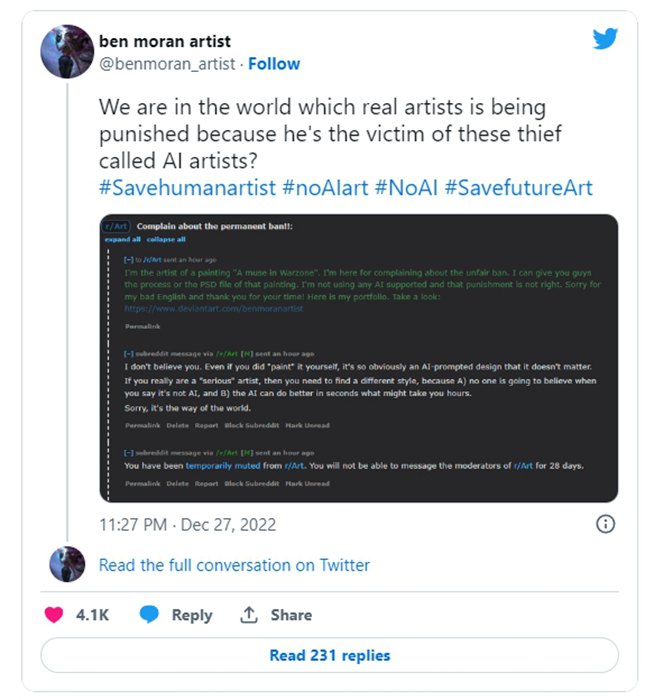 ben moran artist
@benmoran_artist · Follow
We are in the world which real artists is being
punished because he's the victim of these thief
called AI artists?
#Savehumanartist #noAIart #NoAI #SavefutureArt
r/Art Complain about the permanent ban!!:
expand all collapse all
[-] to /r/Art sent an hour ago
I'm the artist of a painting "A muse in Warzone". I'm here for complaining about the unfair ban. I can give you guys
the process or the PSD file of that painting. I'm not using any AI supported and that punishment is not right. Sorry for
my bad English and thank you for your time! Here is my portfolio. Take a look:
https://www.deviantart.com/benmoranartist
Permalink
[-] subreddit message via /r/Art [M] sent an hour ago
I don't believe you. Even if you did "paint" it yourself, it's so obviously an AI-prompted design that it doesn't matter.
If you really are a "serious" artist, then you need to find a different style, because A) no one is going to believe when
you say it's not AI, and B) the AI can do better in seconds what might take you hours.
Sorry, it's the way of the world.
Permalink Delete Report Block Subreddit Mark Unread
[-] subreddit message via /r/Art [M] sent an hour ago
You have been temporarily muted from r/Art. You will not be able to message the moderators of r/Art for 28 days.
Permalink Delete Report Block Subreddit Mark Unread
11:27 PM · Dec 27, 2022
Read the full conversation on Twitter
4.1K Reply Share
Read 231 replies